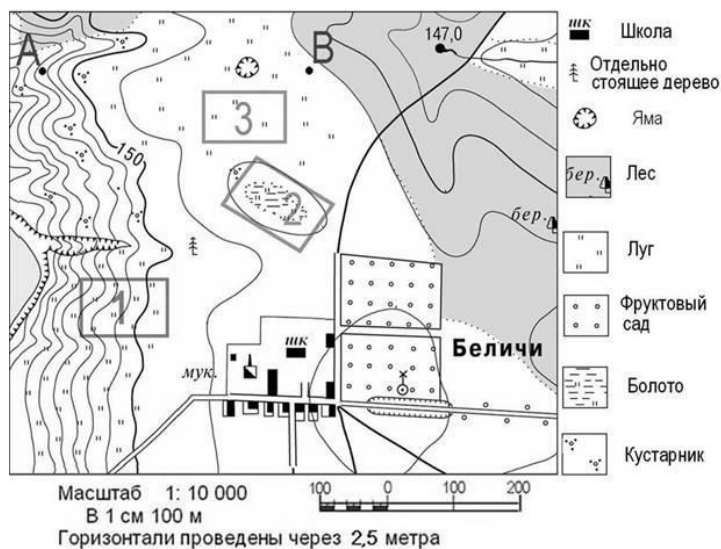 А
В
147,0
3
150
2
1
бер.
шк
Беличи
мук.
шк
Школа
Отдельно
стоящее дерево
Яма
бер.
Лес
Луг
Фруктовый
сад
Болото
Кустарник
Масштаб 1: 10 000
В 1 см 100 м
100 0 100 200
Горизонтали проведены через 2,5 метра